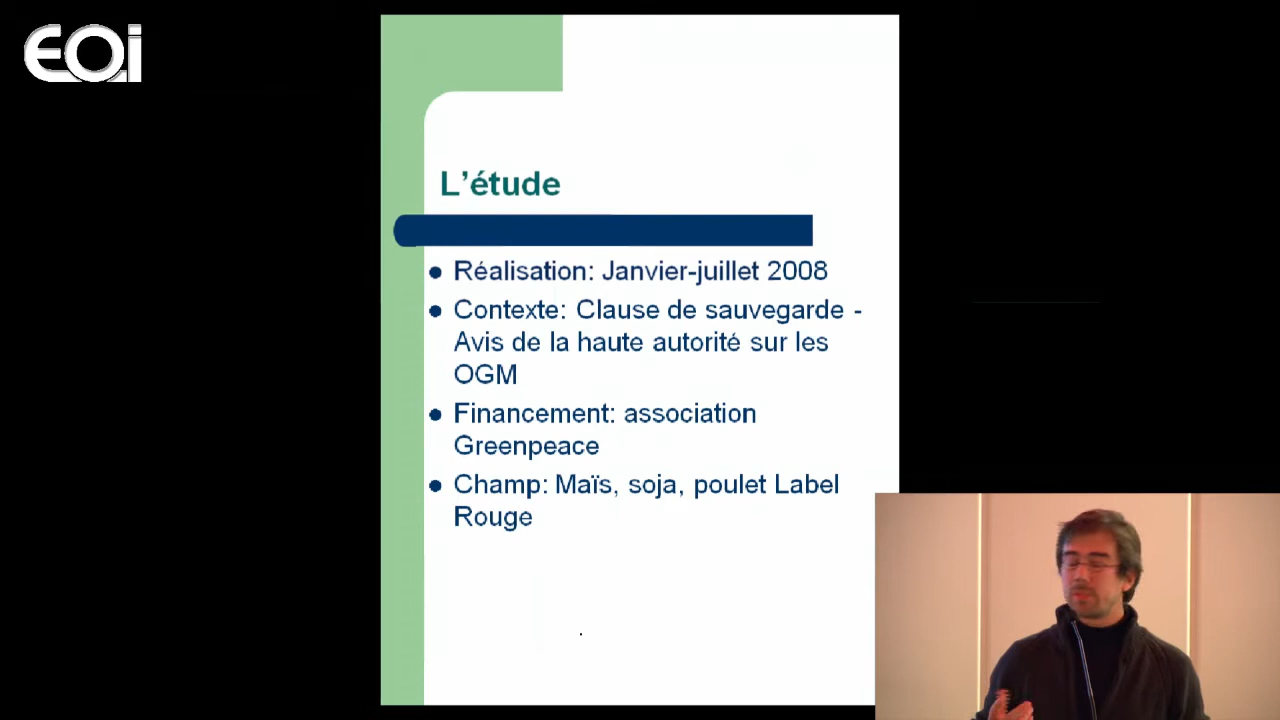 EOi
L'étude
Réalisation: Janvier-juillet 2008
Contexte: Clause de sauvegarde -
Avis de la haute autorité sur les
OGM
Financement: association
Greenpeace
Champ: Maïs, soja, poulet Label
Rouge